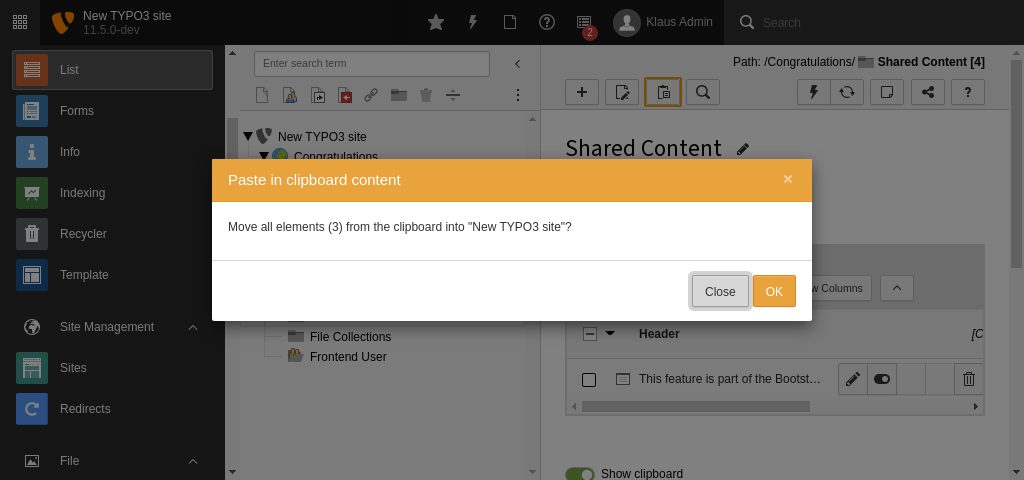 New TYPO3 site
11.5.0-dev
2
Klaus Admin
Search
List
Forms
Info
Indexing
Recycler
Template
Site Management
Sites
Redirects
File
Enter search term
New TYPO3 site
Congratulations
File Collections
Frontend User
Path: /Congratulations/ Shared Content [4]
Shared Content
Paste in clipboard content
×
Move all elements (3) from the clipboard into "New TYPO3 site"?
Close
OK
Columns
Header
This feature is part of the Bootst…
Show clipboard